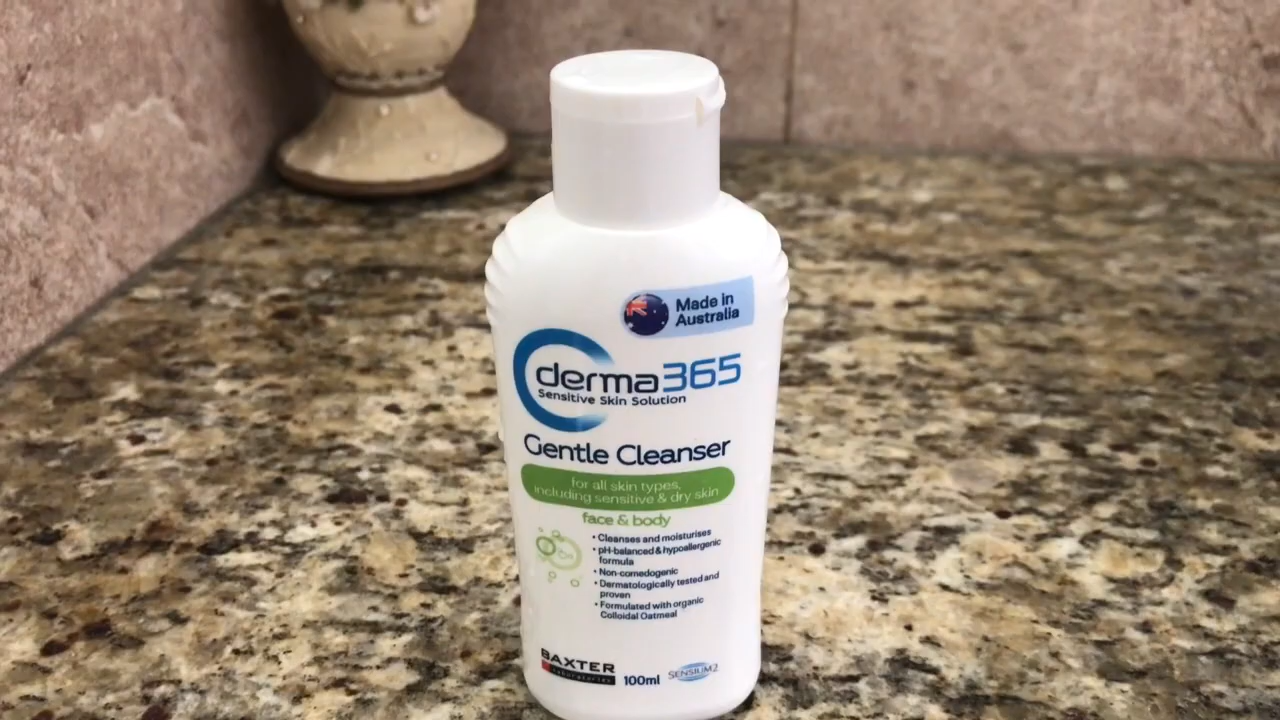 Made in
Australia
derma365
Sensitive Skin Solution
Gentle Cleanser
for all skin types,
including sensitive & dry skin
face & body
• Cleanses and moisturises
• pH-balanced & hypoallergenic
formula
• Non-comedogenic
• Dermatologically tested and
proven
• Formulated with organic
Colloidal Oatmeal
BAXTER
laboratories
100ml
SENSIUM2